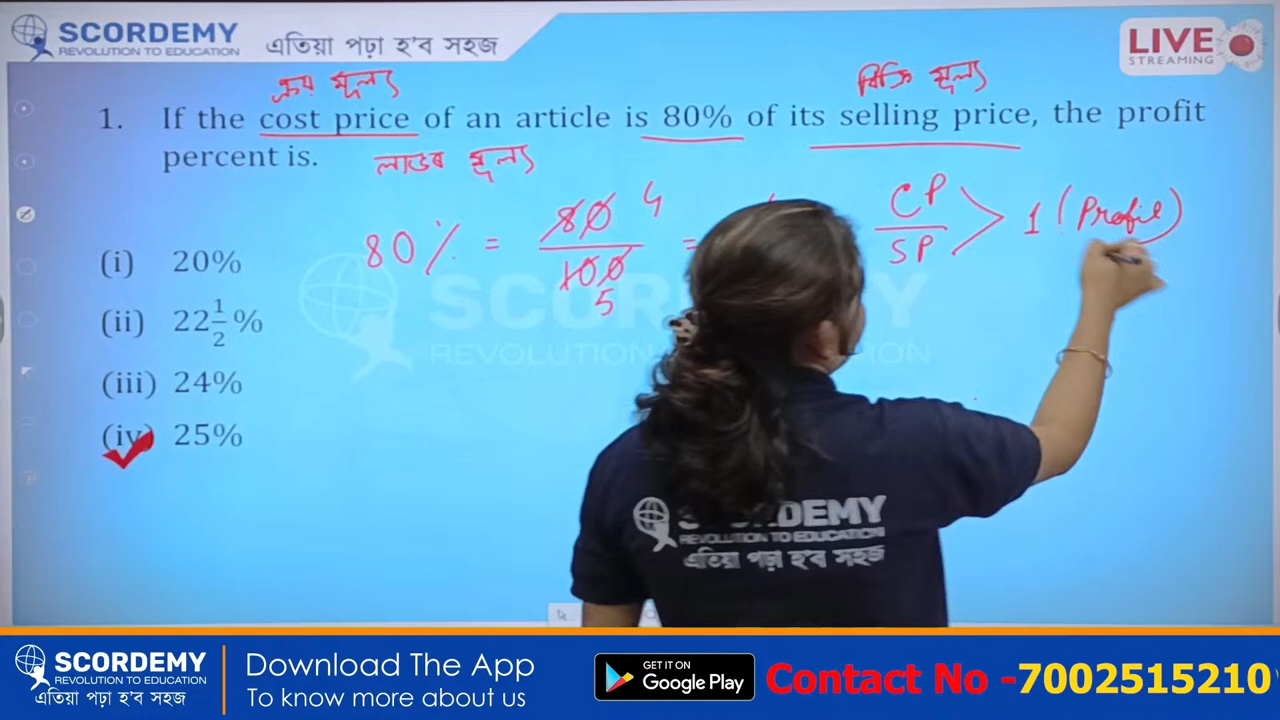 SCORDEMY
REVOLUTION TO EDUCATION
এতিয়া পঢ়া হ'ব সহজ
LIVE
STREAMING
ক্ৰয় মূল্য
বিক্ৰি মূল্য
1. If the cost price of an article is 80% of its selling price, the profit
percent is.
লাভৰ মূল্য
80% = 80/100 4 5 =
CP/SP > 1 (Profit)
(i) 20%
(ii) 22 1/2 %
(iii) 24%
(iv) 25%
SCORDEMY
REVOLUTION TO EDUCATION
এতিয়া পঢ়া হ'ব সহজ
SCORDEMY
REVOLUTION TO EDUCATION
এতিয়া পঢ়া হ'ব সহজ
Download The App
To know more about us
GET IT ON
Google Play
Contact No -7002515210